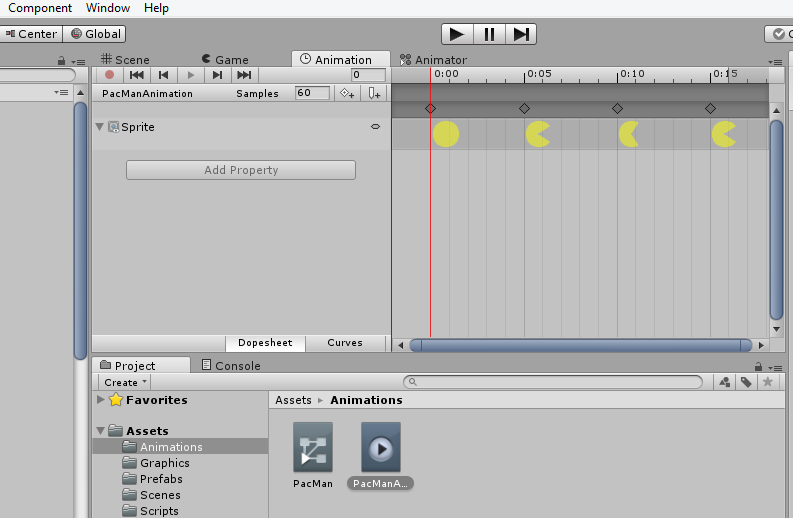 Component Window Help
Center Global
Scene Game Animation Animator
0 0:00 0:05 0:10 0:15
PacManAnimation Samples 60
Sprite
Add Property
Dopesheet Curves
Project Console
Create
Favorites Assets ▸ Animations
Assets
Animations
Graphics
Prefabs
Scenes
Scripts
PacMan PacManA...